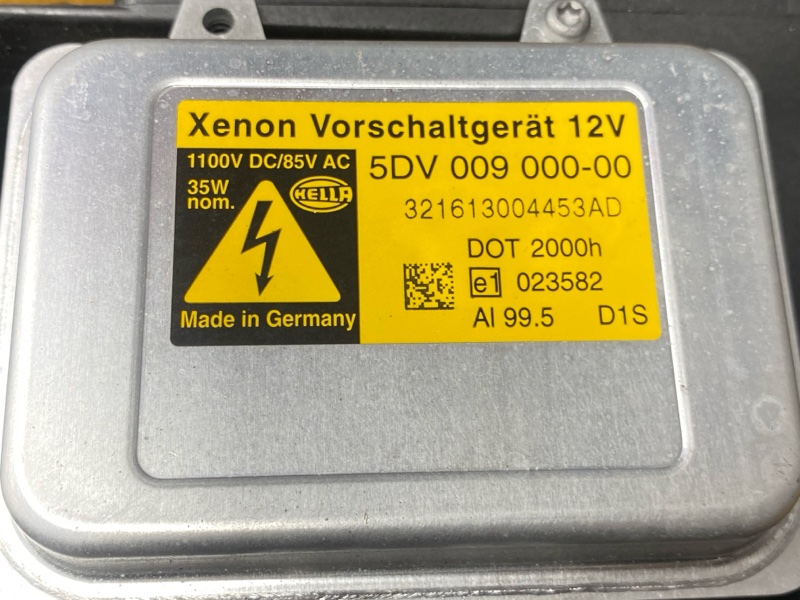 Xenon Vorschaltgerät 12V
1100V DC/85V AC
35W
nom.
HELLA
Made in Germany
5DV 009 000-00
321613004453AD
DOT 2000h
e1 023582
Al 99.5 D1S